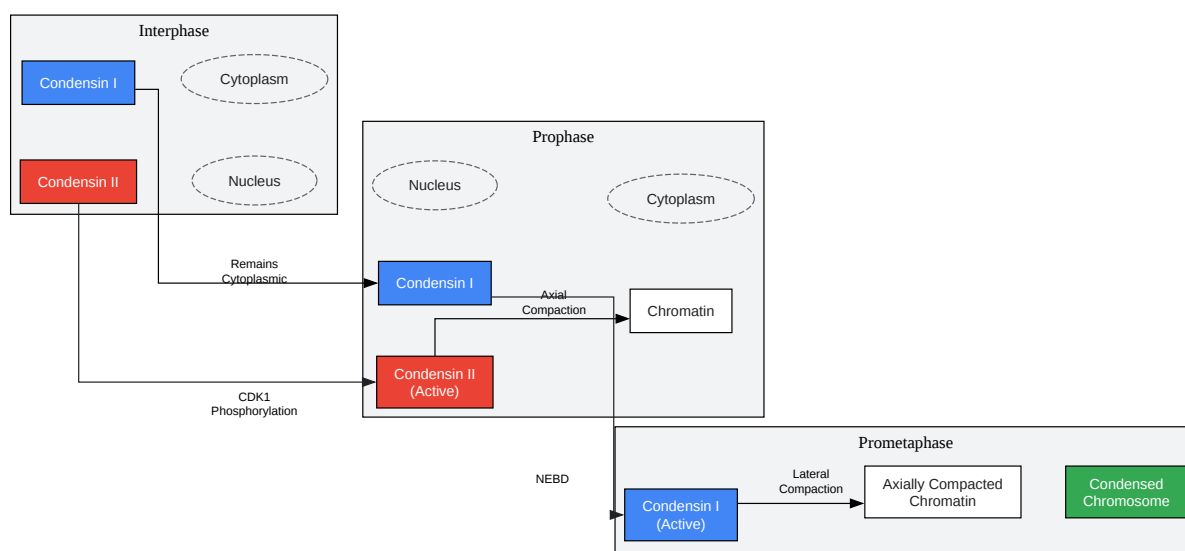 Interphase
Condensin I
Cytoplasm
Condensin II
Nucleus
Prophase
Nucleus
Cytoplasm
Remains
Cytoplasmic
Condensin I
Axial
Compaction
Chromatin
Condensin II
(Active)
CDK1
Phosphorylation
Prometaphase
NEBD
Condensin I
(Active)
Lateral
Compaction
Axially Compacted
Chromatin
Condensed
Chromosome